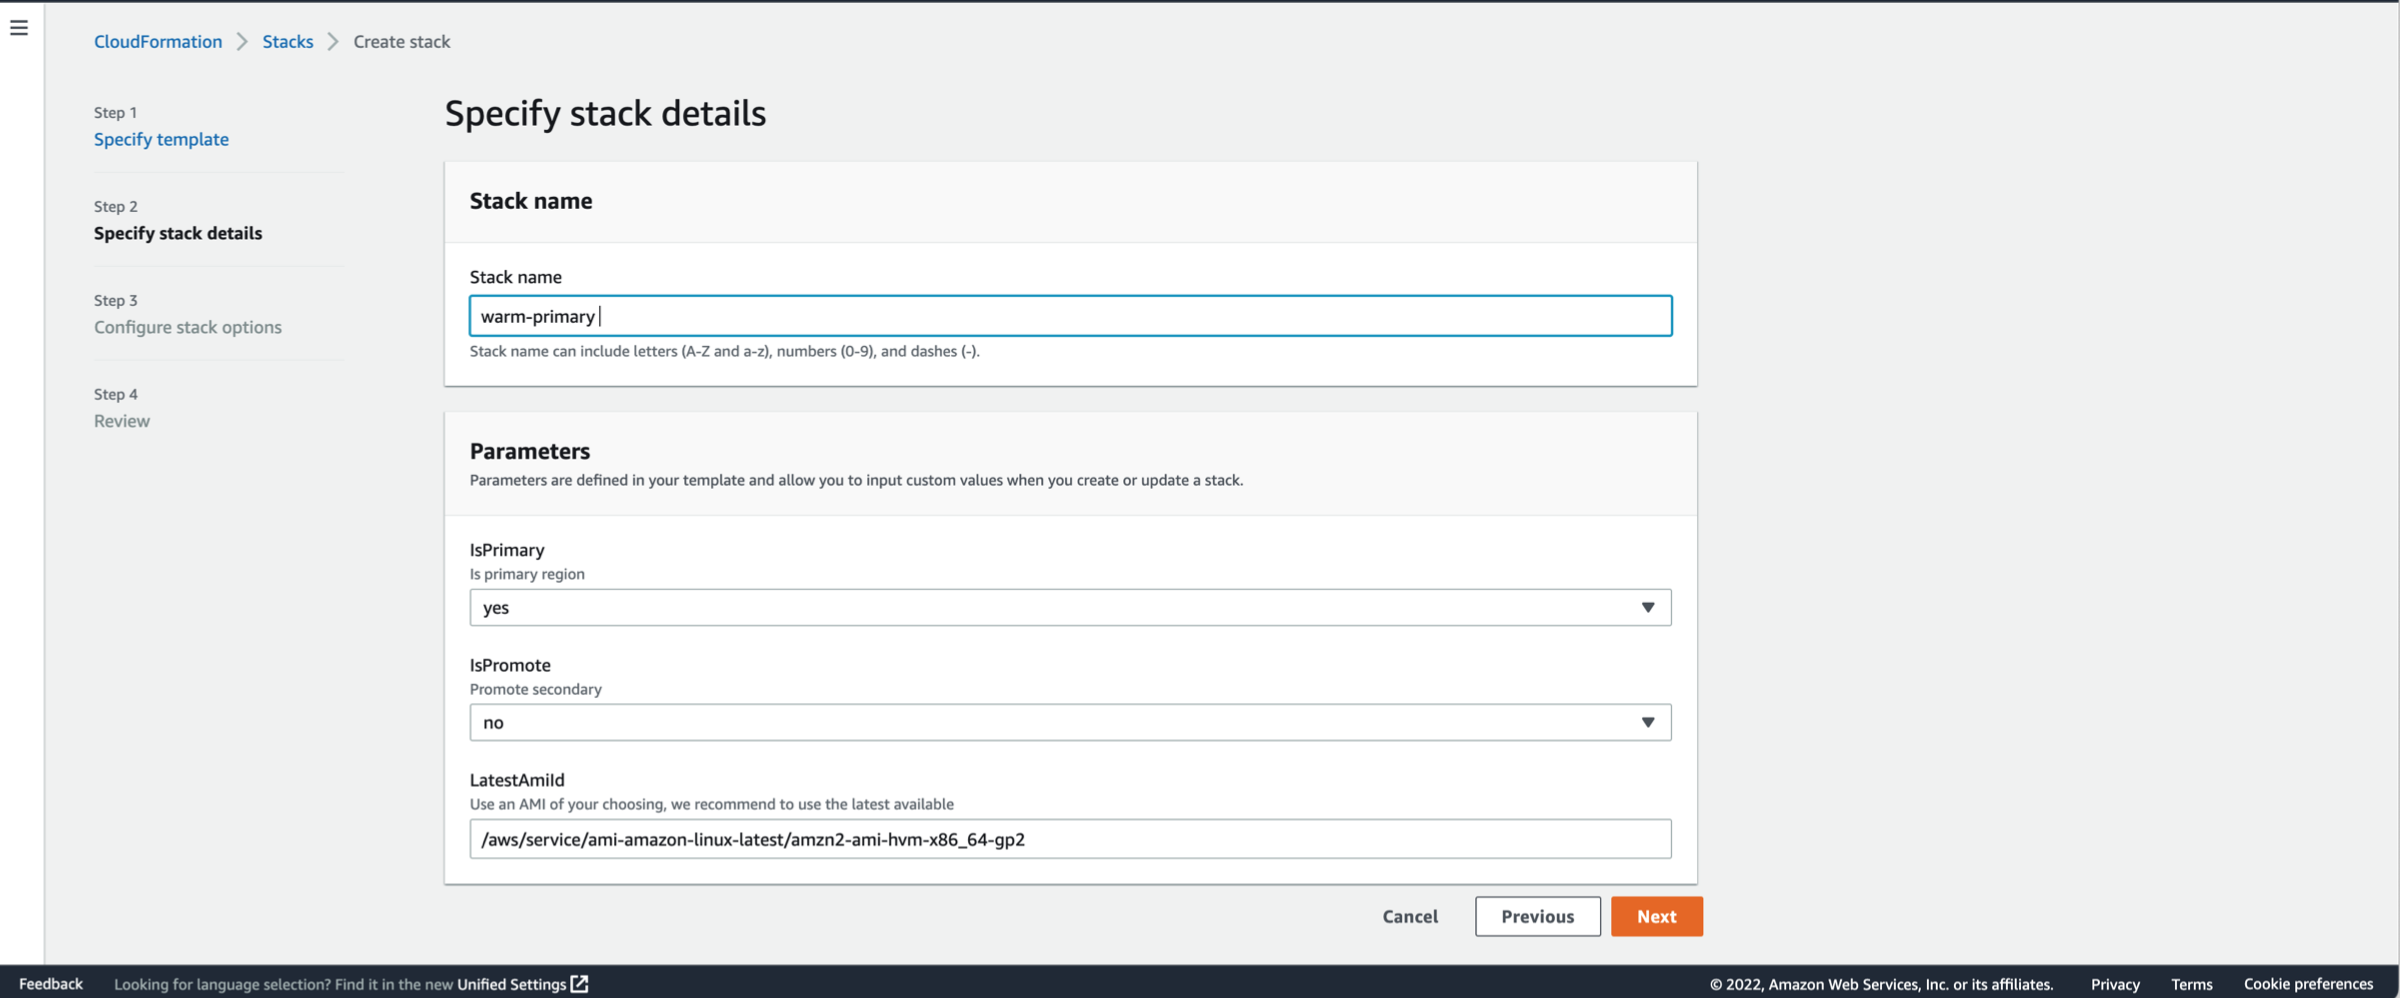 CloudFormation > Stacks > Create stack
Step 1
Specify template
Step 2
Specify stack details
Step 3
Configure stack options
Step 4
Review
Specify stack details
Stack name
Stack name
warm-primary
Stack name can include letters (A-Z and a-z), numbers (0-9), and dashes (-).
Parameters
Parameters are defined in your template and allow you to input custom values when you create or update a stack.
IsPrimary
Is primary region
yes
IsPromote
Promote secondary
no
LatestAmiId
Use an AMI of your choosing, we recommend to use the latest available
/aws/service/ami-amazon-linux-latest/amzn2-ami-hvm-x86_64-gp2
Cancel Previous Next
Feedback Looking for language selection? Find it in the new Unified Settings © 2022, Amazon Web Services, Inc. or its affiliates. Privacy Terms Cookie preferences